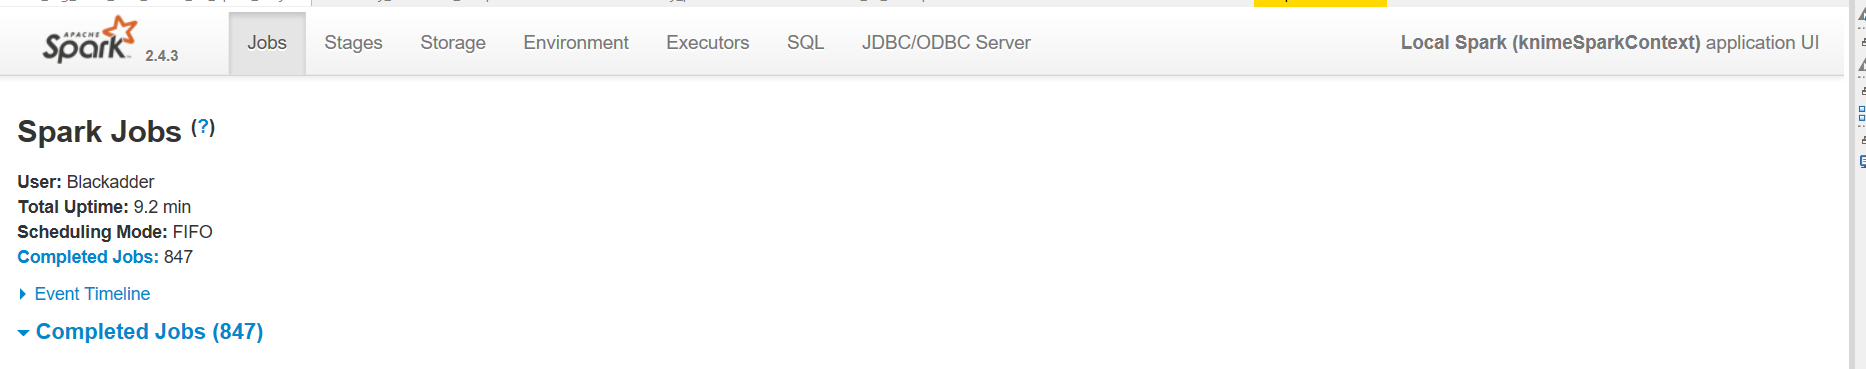 APACHE
Spark 2.4.3 Jobs Stages Storage Environment Executors SQL JDBC/ODBC Server Local Spark (knimeSparkContext) application UI
Spark Jobs (?)
User: Blackadder
Total Uptime: 9.2 min
Scheduling Mode: FIFO
Completed Jobs: 847
Event Timeline
Completed Jobs (847)